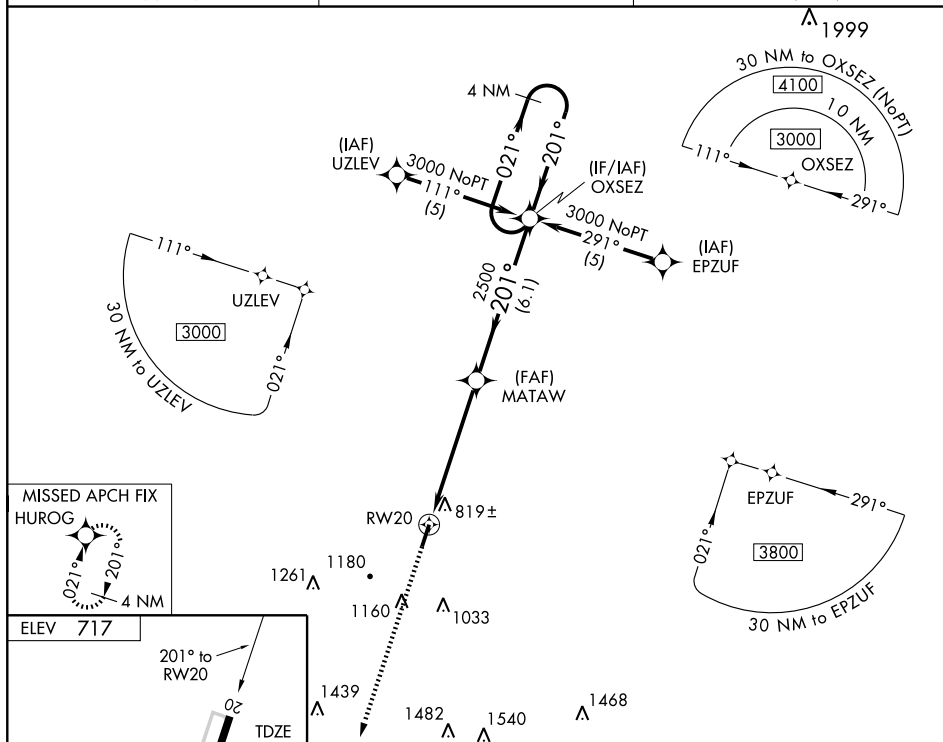 1999
30 NM to OXSEZ (NoPT)
4100
10 NM
3000
OXSEZ
111°
291°
4 NM
021°
201°
(IAF)
UZLEV
3000 NoPT
111°
(5)
(IF/IAF)
OXSEZ
3000 NoPT
291°
(5)
(IAF)
EPZUF
2500
201°
(6.1)
111°
UZLEV
3000
021°
30 NM to UZLEV
(FAF)
MATAW
RW20
819±
EPZUF
291°
021°
3800
30 NM to EPZUF
MISSED APCH FIX
HUROG
021°
201°
4 NM
1261
1180
1160
1033
ELEV 717
201° to
RW20
20
TDZE
1439
1482
1540
1468